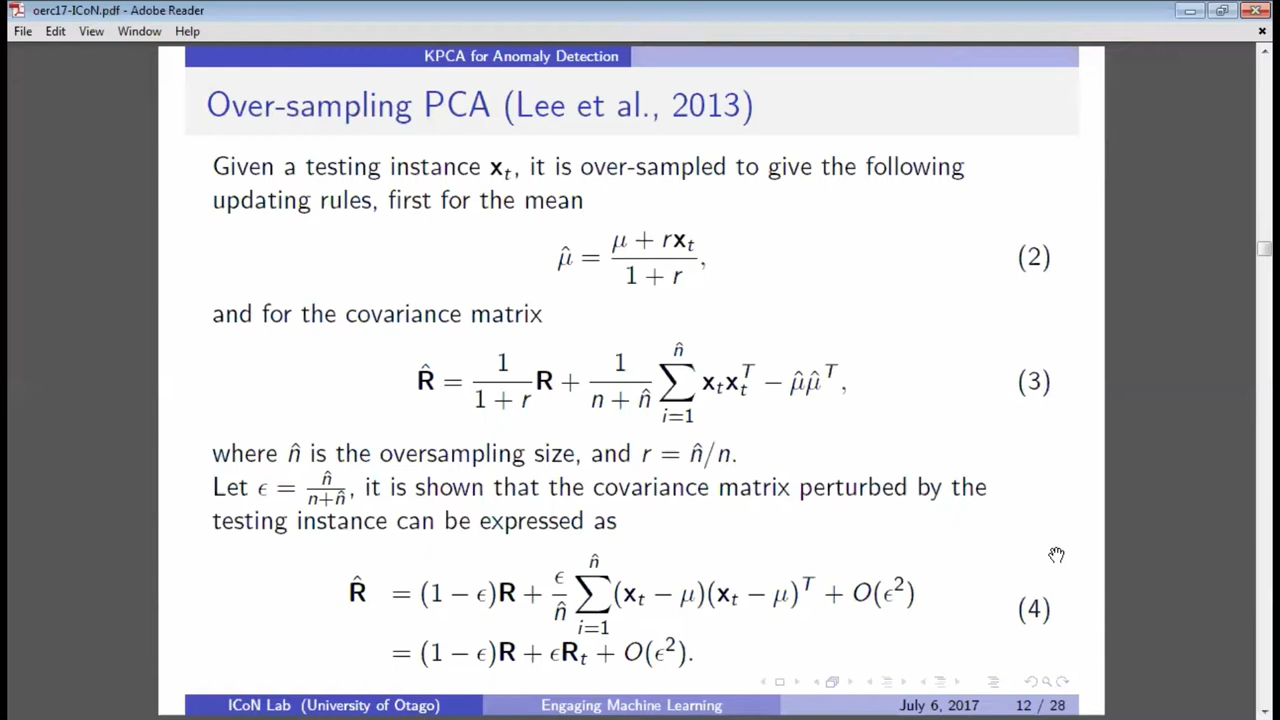 oerc17-ICoN.pdf - Adobe Reader
File Edit View Window Help
KPCA for Anomaly Detection
Over-sampling PCA (Lee et al., 2013)
Given a testing instance x_t, it is over-sampled to give the following
updating rules, first for the mean
μ̂ = (μ + rx_t) / (1 + r), (2)
and for the covariance matrix
R̂ = 1/(1 + r) R + 1/(n + n̂) ∑_{i=1}^{n̂} x_t x_t^T − μ̂μ̂^T, (3)
where n̂ is the oversampling size, and r = n̂/n.
Let ϵ = n̂/(n+n̂), it is shown that the covariance matrix perturbed by the
testing instance can be expressed as
R̂ = (1 − ϵ)R + ϵ/n̂ ∑_{i=1}^{n̂} (x_t − μ)(x_t − μ)^T + O(ϵ²)
(4)
= (1 − ϵ)R + ϵR_t + O(ϵ²).
ICoN Lab (University of Otago) Engaging Machine Learning July 6, 2017 12 / 28